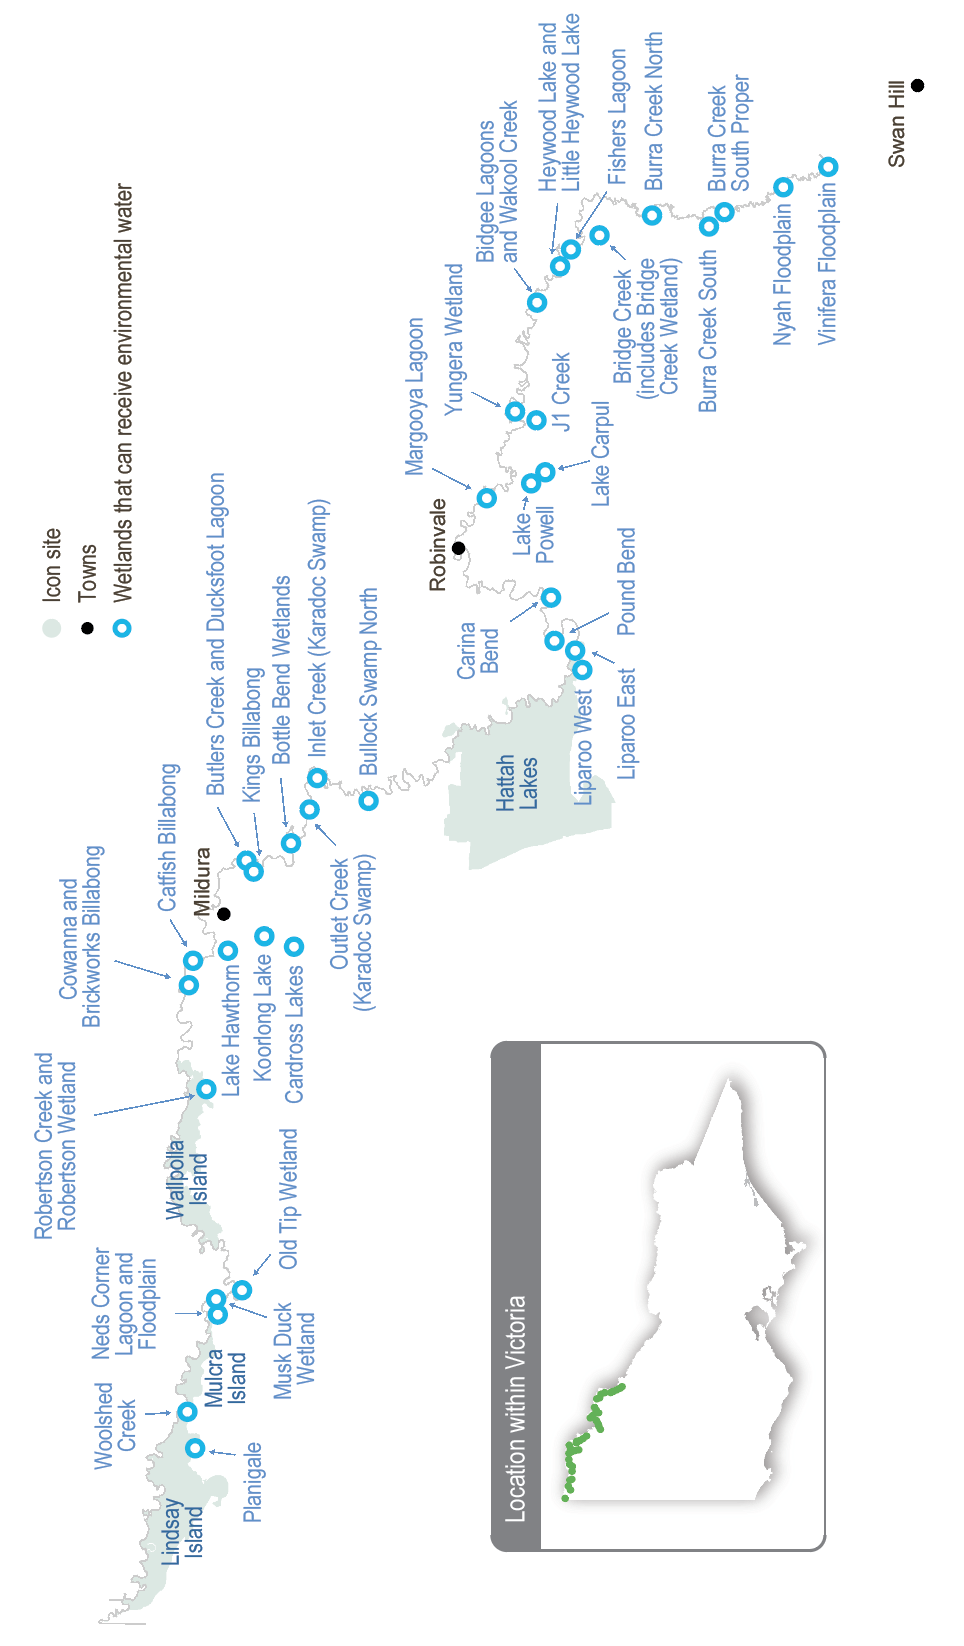 Icon site
Towns
Wetlands that can receive environmental water
Lindsay
Island
Planigale
Woolshed
Creek
Mulcra
Island
Neds Corner
Lagoon and
Floodplain
Musk Duck
Wetland
Old Tip Wetland
Wallpolla
Island
Robertson Creek and
Robertson Wetland
Cowanna and
Brickworks Billabong
Catfish Billabong
Mildura
Lake Hawthorn
Koorlong Lake
Cardross Lakes
Butlers Creek and Ducksfoot Lagoon
Kings Billabong
Bottle Bend Wetlands
Inlet Creek (Karadoc Swamp)
Outlet Creek
(Karadoc Swamp)
Bullock Swamp North
Hattah
Lakes
Liparoo West
Liparoo East
Pound Bend
Carina
Bend
Robinvale
Margooya Lagoon
Lake
Powell
Lake Carpul
Yungera Wetland
J1 Creek
Bidgee Lagoons
and Wakool Creek
Heywood Lake and
Little Heywood Lake
Fishers Lagoon
Bridge Creek
(includes Bridge
Creek Wetland)
Burra Creek North
Burra Creek South
Burra Creek
South Proper
Nyah Floodplain
Vinifera Floodplain
Swan Hill
Location within Victoria